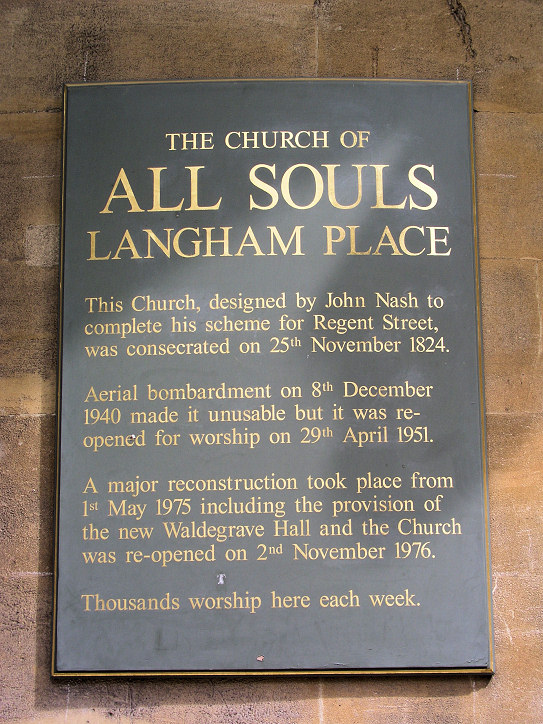 THE CHURCH OF
ALL SOULS
LANGHAM PLACE
This Church, designed by John Nash to
complete his scheme for Regent Street,
was consecrated on 25th November 1824.
Aerial bombardment on 8th December
1940 made it unusable but it was re-
opened for worship on 29th April 1951.
A major reconstruction took place from
1st May 1975 including the provision of
the new Waldegrave Hall and the Church
was re-opened on 2nd November 1976.
Thousands worship here each week.